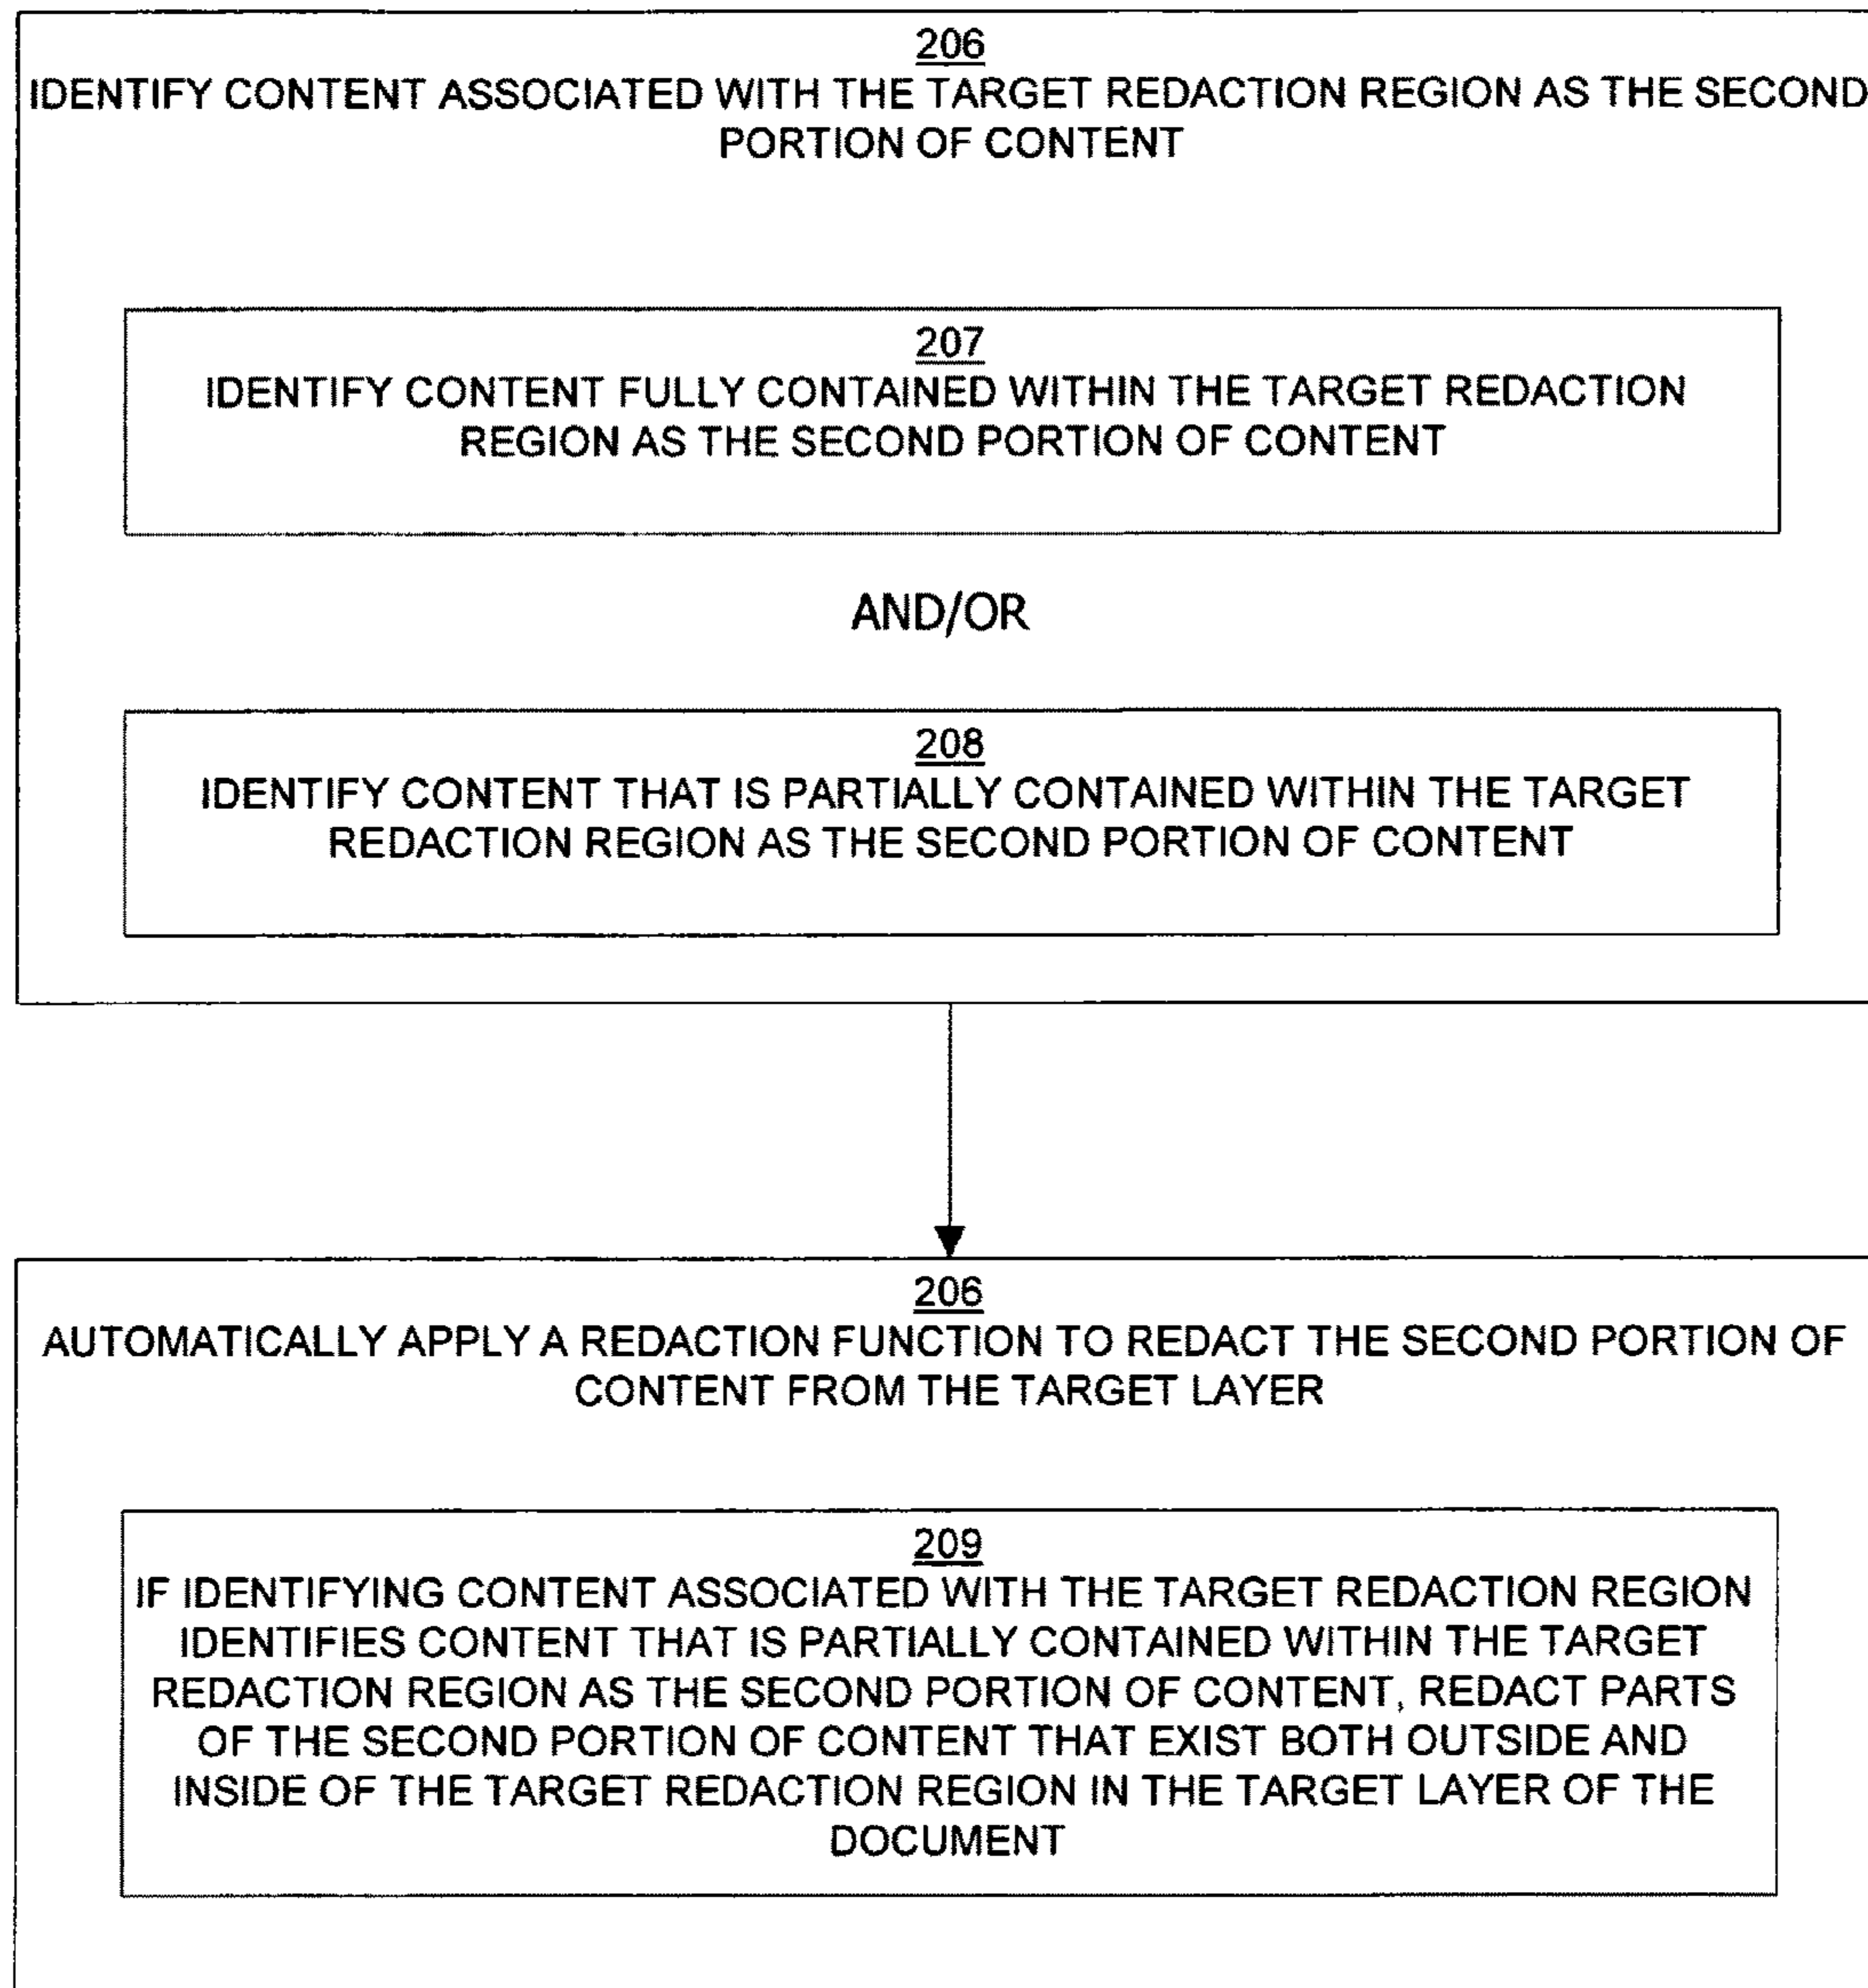 206
IDENTIFY CONTENT ASSOCIATED WITH THE TARGET REDACTION REGION AS THE SECOND
PORTION OF CONTENT
207
IDENTIFY CONTENT FULLY CONTAINED WITHIN THE TARGET REDACTION
REGION AS THE SECOND PORTION OF CONTENT
AND/OR
208
IDENTIFY CONTENT THAT IS PARTIALLY CONTAINED WITHIN THE TARGET
REDACTION REGION AS THE SECOND PORTION OF CONTENT
206
AUTOMATICALLY APPLY A REDACTION FUNCTION TO REDACT THE SECOND PORTION OF
CONTENT FROM THE TARGET LAYER
209
IF IDENTIFYING CONTENT ASSOCIATED WITH THE TARGET REDACTION REGION
IDENTIFIES CONTENT THAT IS PARTIALLY CONTAINED WITHIN THE TARGET
REDACTION REGION AS THE SECOND PORTION OF CONTENT, REDACT PARTS
OF THE SECOND PORTION OF CONTENT THAT EXIST BOTH OUTSIDE AND
INSIDE OF THE TARGET REDACTION REGION IN THE TARGET LAYER OF THE
DOCUMENT